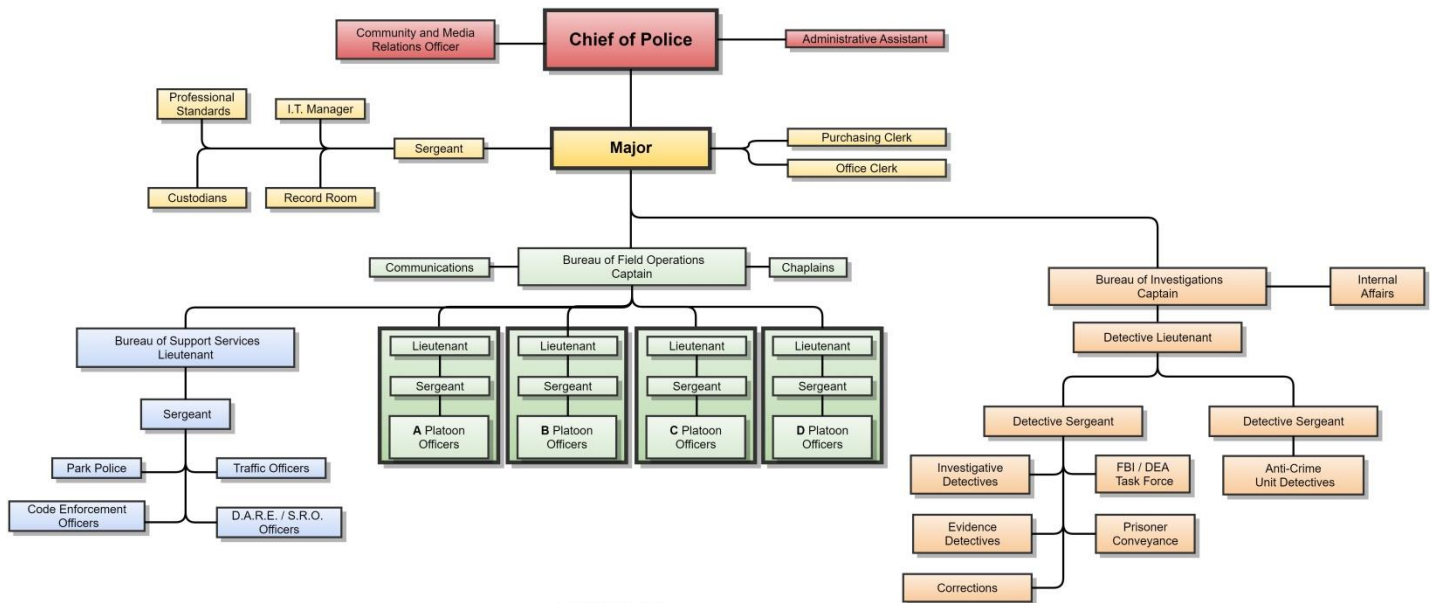 Community and Media
Relations Officer
Chief of Police
Administrative Assistant
Professional
Standards
I.T. Manager
Sergeant
Major
Purchasing Clerk
Office Clerk
Custodians
Record Room
Communications
Bureau of Field Operations
Captain
Chaplains
Bureau of Investigations
Captain
Internal
Affairs
Bureau of Support Services
Lieutenant
Lieutenant
Sergeant
A Platoon
Officers
Lieutenant
Sergeant
B Platoon
Officers
Lieutenant
Sergeant
C Platoon
Officers
Lieutenant
Sergeant
D Platoon
Officers
Detective Lieutenant
Sergeant
Park Police
Traffic Officers
Code Enforcement
Officers
D.A.R.E. / S.R.O.
Officers
Detective Sergeant
Detective Sergeant
Investigative
Detectives
FBI / DEA
Task Force
Anti-Crime
Unit Detectives
Evidence
Detectives
Prisoner
Conveyance
Corrections